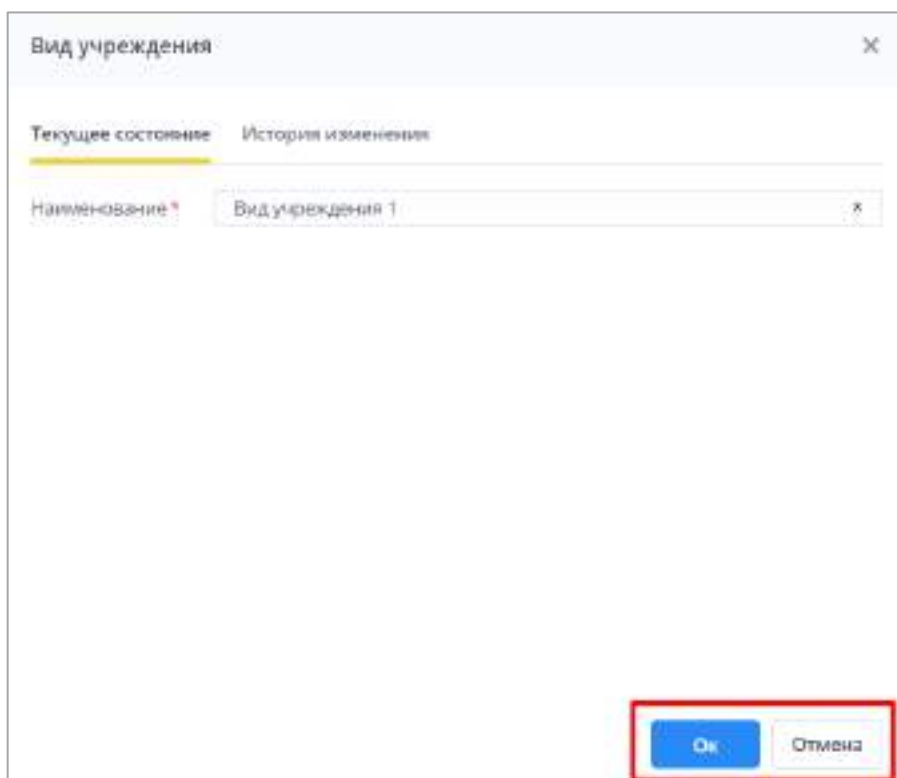 Вид учреждения
Текущее состояние История изменения
Наименование * Вид учреждения 1
Ок Отмена